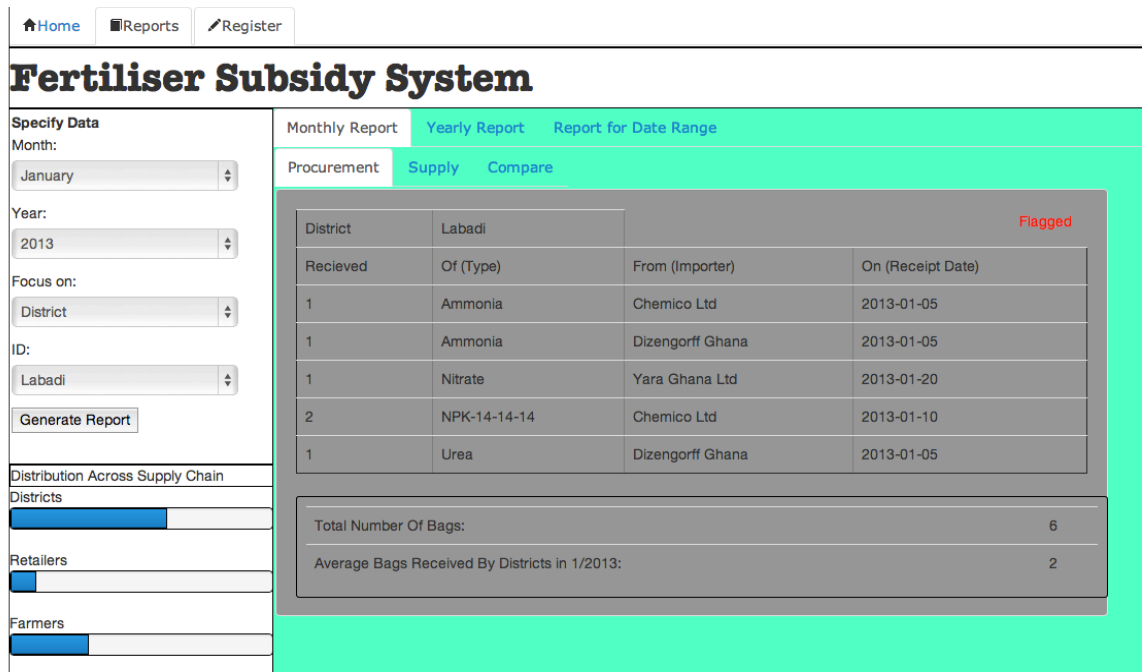 Home Reports Register
Fertiliser Subsidy System
Specify Data
Month:
January
Year:
2013
Focus on:
District
ID:
Labadi
Generate Report
Distribution Across Supply Chain
Districts
Retailers
Farmers
Monthly Report Yearly Report Report for Date Range
Procurement Supply Compare
Flagged
District Labadi
Recieved Of (Type) From (Importer) On (Receipt Date)
1 Ammonia Chemico Ltd 2013-01-05
1 Ammonia Dizengorff Ghana 2013-01-05
1 Nitrate Yara Ghana Ltd 2013-01-20
2 NPK-14-14-14 Chemico Ltd 2013-01-10
1 Urea Dizengorff Ghana 2013-01-05
Total Number Of Bags: 6
Average Bags Received By Districts in 1/2013: 2